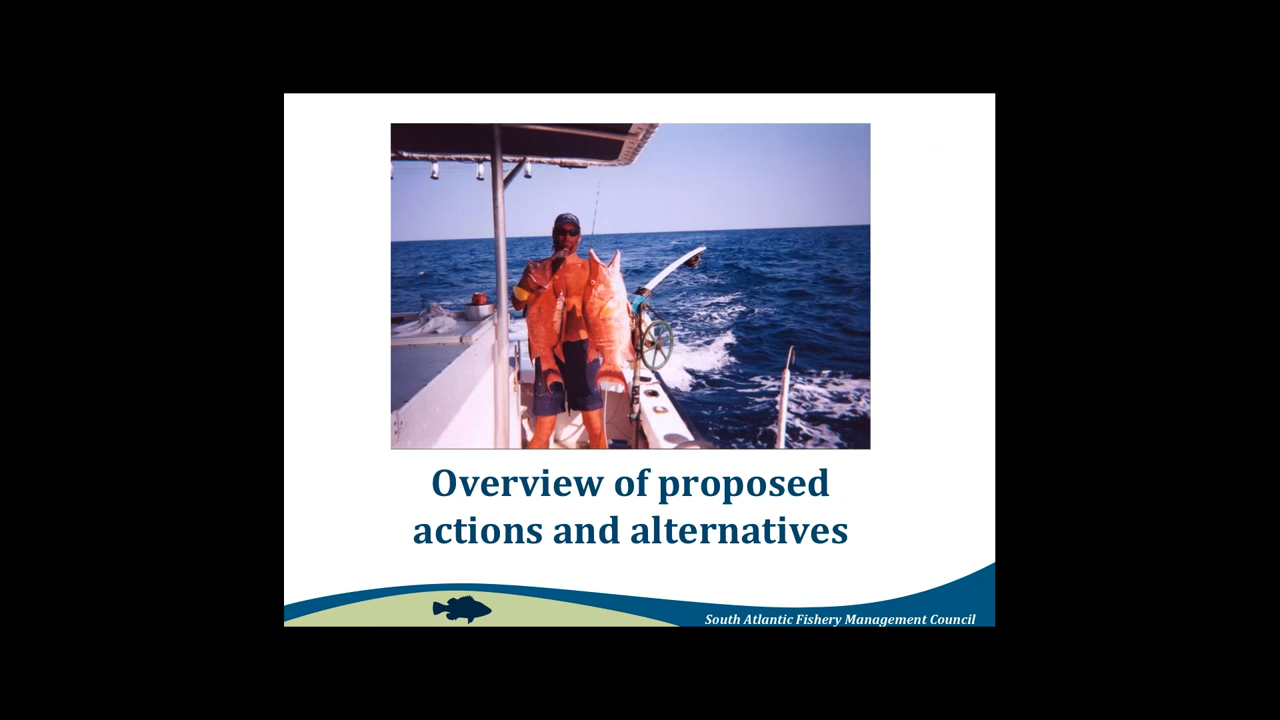 Overview of proposed
actions and alternatives
South Atlantic Fishery Management Council